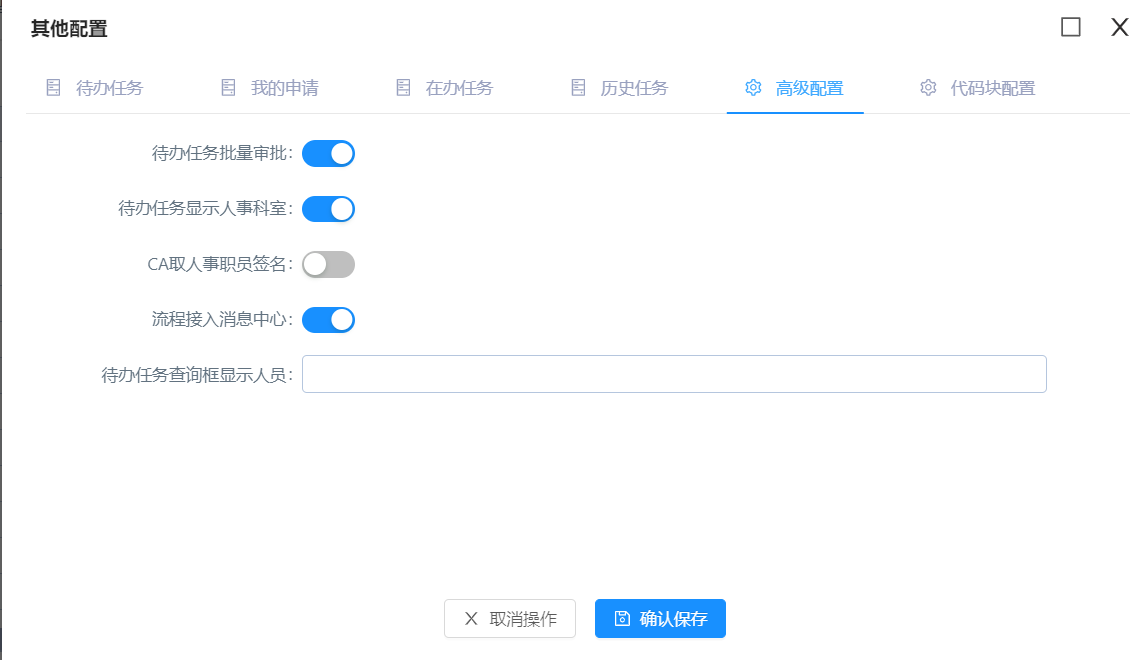 其他配置
待办任务 我的申请 在办任务 历史任务 高级配置 代码块配置
待办任务批量审批:
待办任务显示人事科室:
CA取人事职员签名:
流程接入消息中心:
待办任务查询框显示人员:
取消操作 确认保存